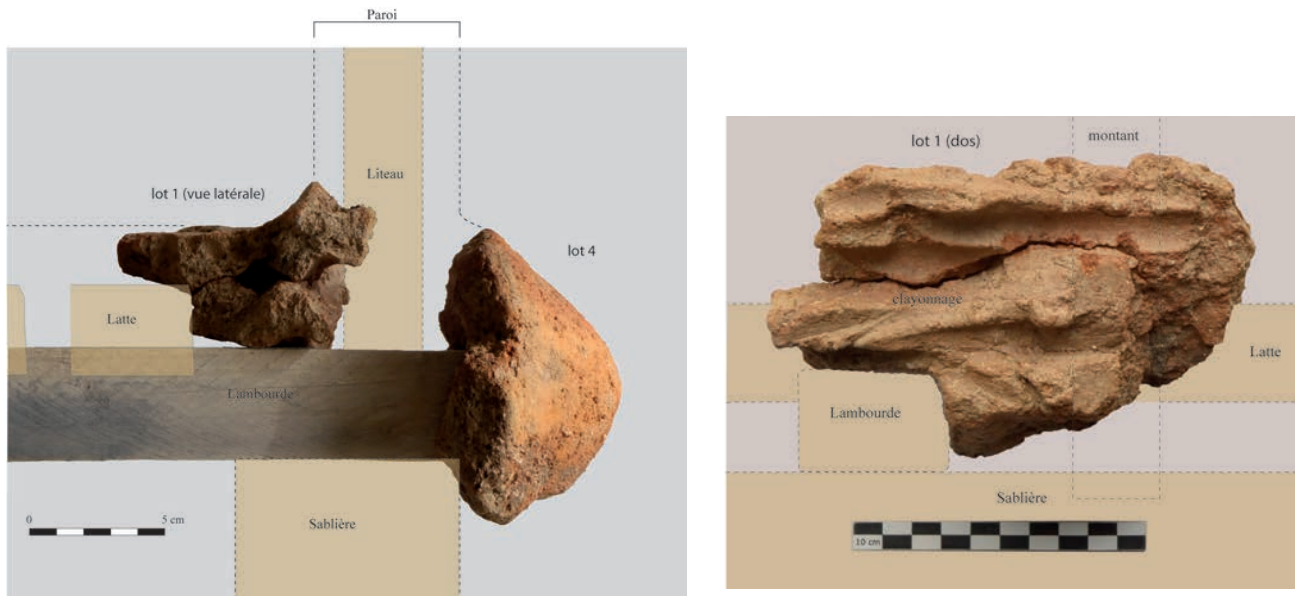 Paroi
lot 1 (vue latérale)
Liteau
lot 4
Latte
Lambourde
0
5 cm
Sablière
lot 1 (dos)
montant
clayonnage
Latte
Lambourde
Sablière
10 cm